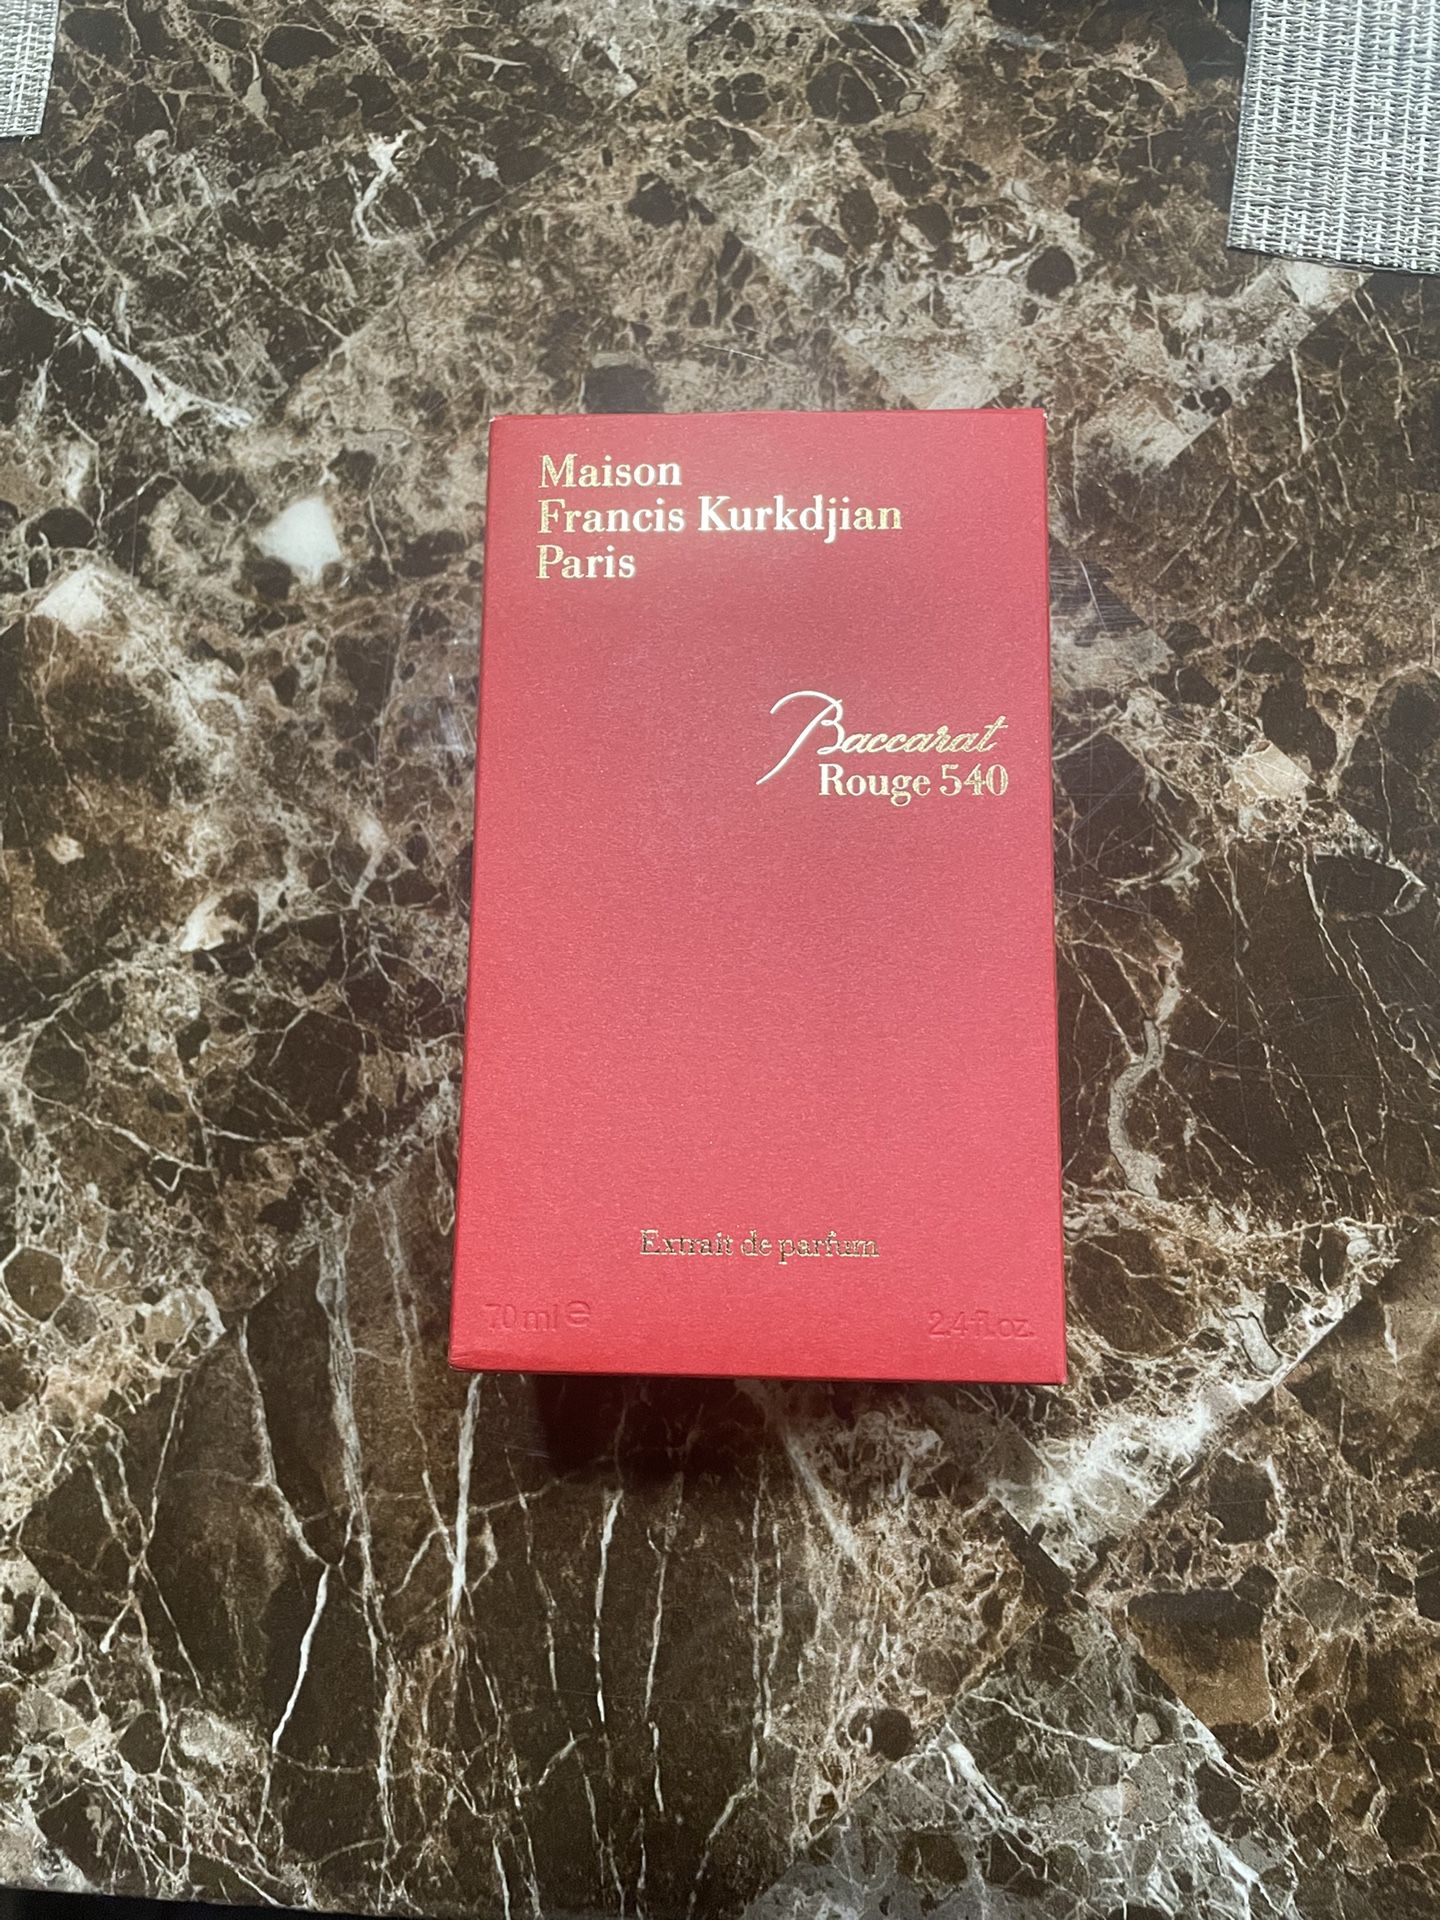 Maison
Francis Kurkdjian
Paris
Baccarat
Rouge 540
Extrait de parfum
70 ml ℮ 2.4 fl.oz.